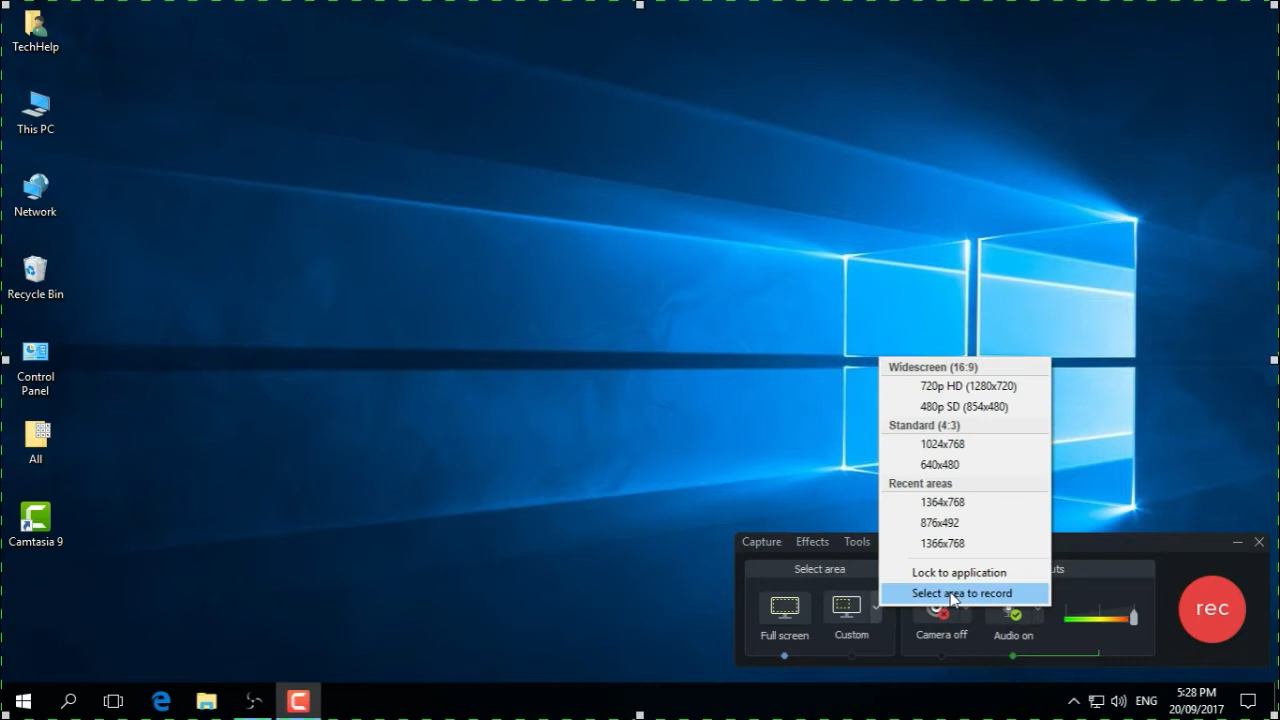 TechHelp
This PC
Network
Recycle Bin
Control
Panel
All
Camtasia 9
Widescreen (16:9)
720p HD (1280x720)
480p SD (854x480)
Standard (4:3)
1024x768
640x480
Recent areas
1364x768
876x492
1366x768
Lock to application
Select area to record
Capture Effects Tools
Select area
Full screen
Custom
Camera off
Audio on
rec
ENG
5:28 PM
20/09/2017